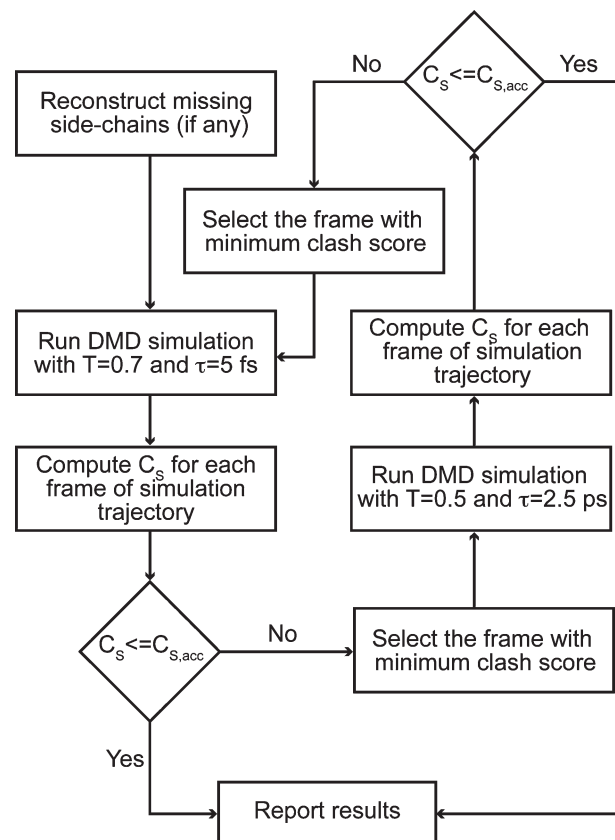 No
C_S<=C_S,acc
Yes
Reconstruct missing
side-chains (if any)
Select the frame with
minimum clash score
Run DMD simulation
with T=0.7 and τ=5 fs
Compute C_S for each
frame of simulation
trajectory
Compute C_S for each
frame of simulation
trajectory
Run DMD simulation
with T=0.5 and τ=2.5 ps
C_S<=C_S,acc
No
Select the frame with
minimum clash score
Yes
Report results